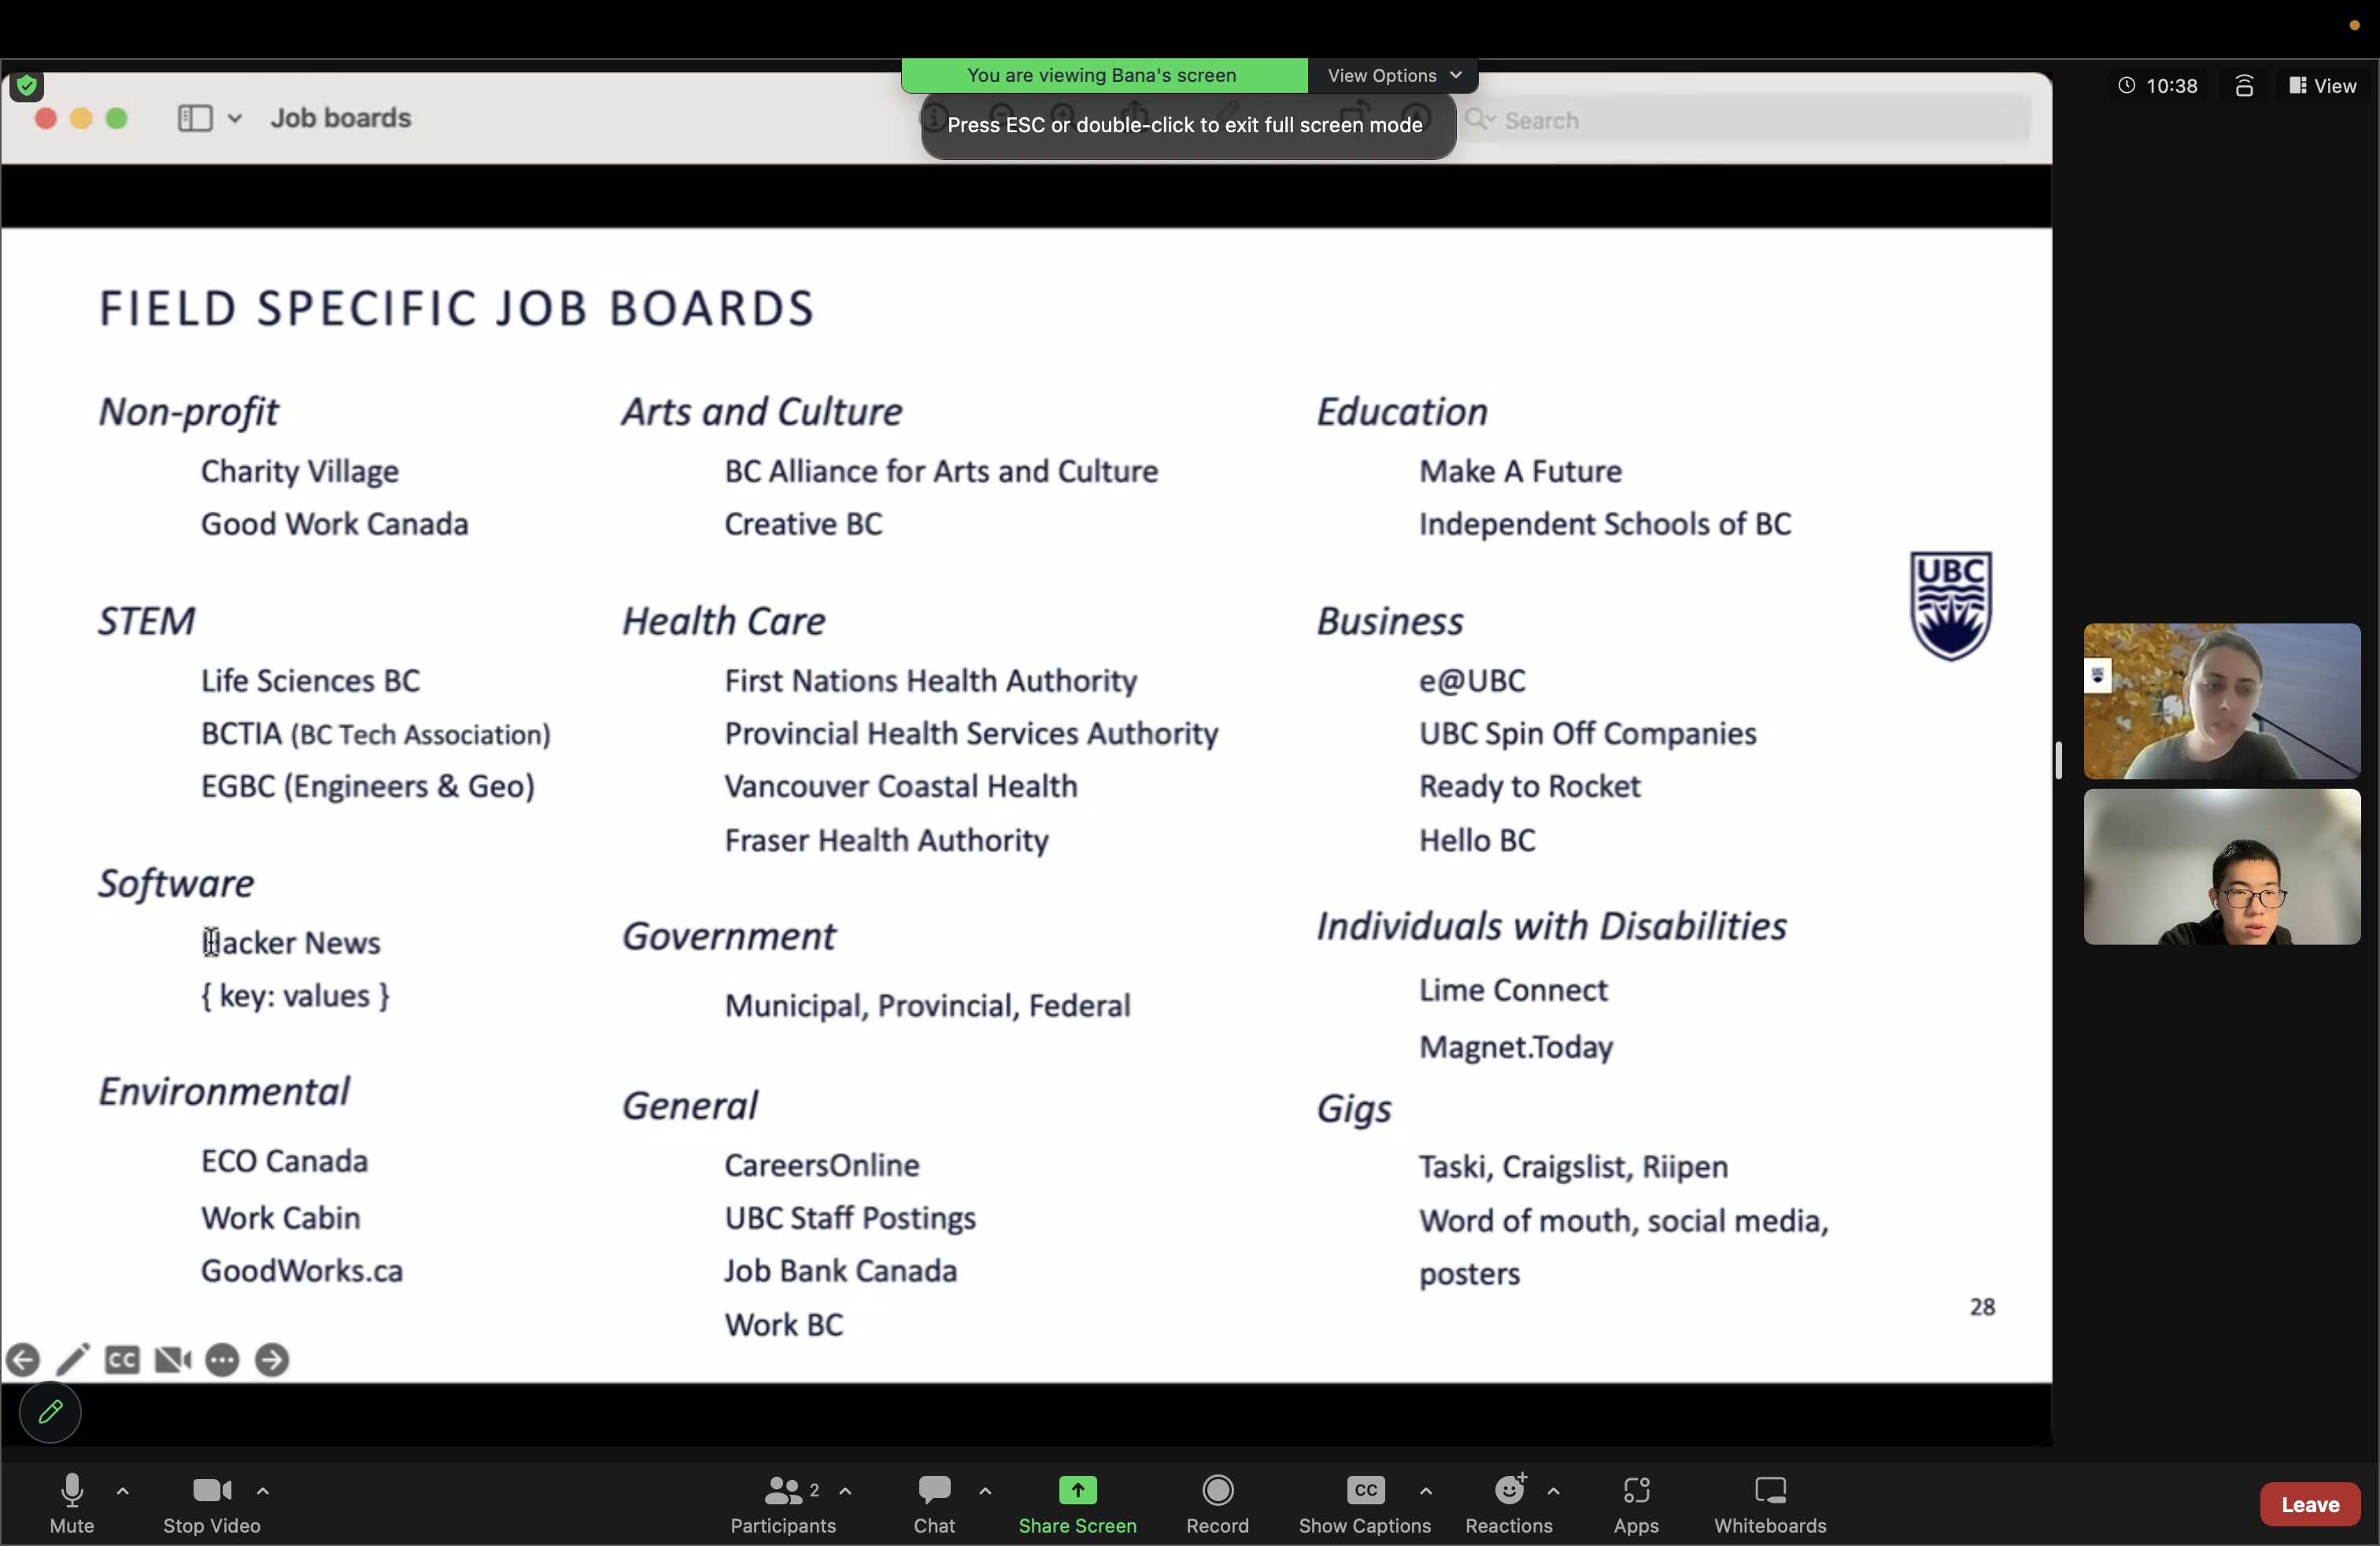 You are viewing Bana's screen
View Options
10:38
View
Job boards
Press ESC or double-click to exit full screen mode
Search
FIELD SPECIFIC JOB BOARDS
Non-profit
Charity Village
Good Work Canada
STEM
Life Sciences BC
BCTIA (BC Tech Association)
EGBC (Engineers & Geo)
Software
Hacker News
{ key: values }
Environmental
ECO Canada
Work Cabin
GoodWorks.ca
Arts and Culture
BC Alliance for Arts and Culture
Creative BC
Health Care
First Nations Health Authority
Provincial Health Services Authority
Vancouver Coastal Health
Fraser Health Authority
Government
Municipal, Provincial, Federal
General
CareersOnline
UBC Staff Postings
Job Bank Canada
Work BC
Education
Make A Future
Independent Schools of BC
UBC
Business
e@UBC
UBC Spin Off Companies
Ready to Rocket
Hello BC
Individuals with Disabilities
Lime Connect
Magnet.Today
Gigs
Taski, Craigslist, Riipen
Word of mouth, social media,
posters
28
CC
Mute
Stop Video
2
Participants
Chat
Share Screen
Record
CC
Show Captions
Reactions
Apps
Whiteboards
Leave